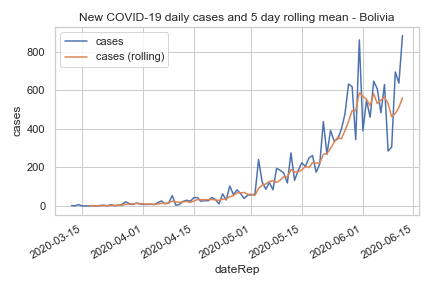 New COVID-19 daily cases and 5 day rolling mean - Bolivia
cases
cases (rolling)
800
600
400
200
0
cases
2020-03-15
2020-04-01
2020-04-15
2020-05-01
2020-05-15
2020-06-01
2020-06-15
dateRep